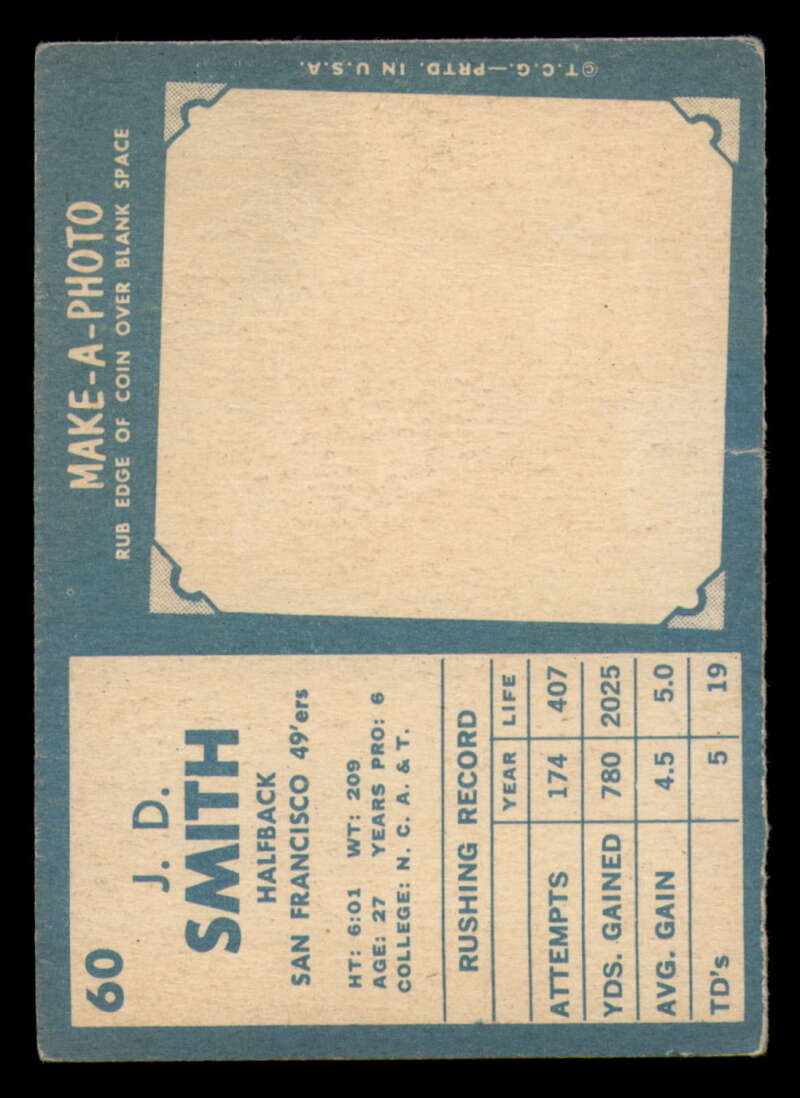 60
J. D.
SMITH
HALFBACK
SAN FRANCISCO 49'ers
HT: 6:01 WT: 209
AGE: 27 YEARS PRO: 6
COLLEGE: N. C. A. & T.
RUSHING RECORD
YEAR LIFE
ATTEMPTS 174 407
YDS. GAINED 780 2025
AVG. GAIN 4.5 5.0
TD's 5 19
MAKE-A-PHOTO
RUB EDGE OF COIN OVER BLANK SPACE
©T.C.G.—PRTD. IN U.S.A.